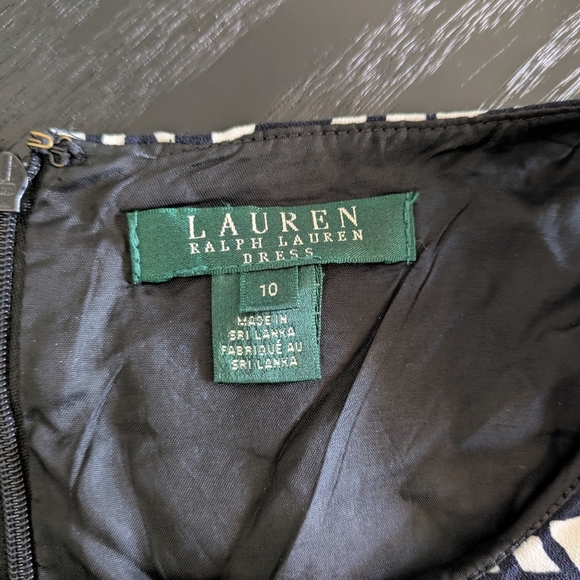 LAUREN
RALPH LAUREN
DRESS
10
MADE IN
SRI LANKA
FABRIQUÉ AU
SRI LANKA